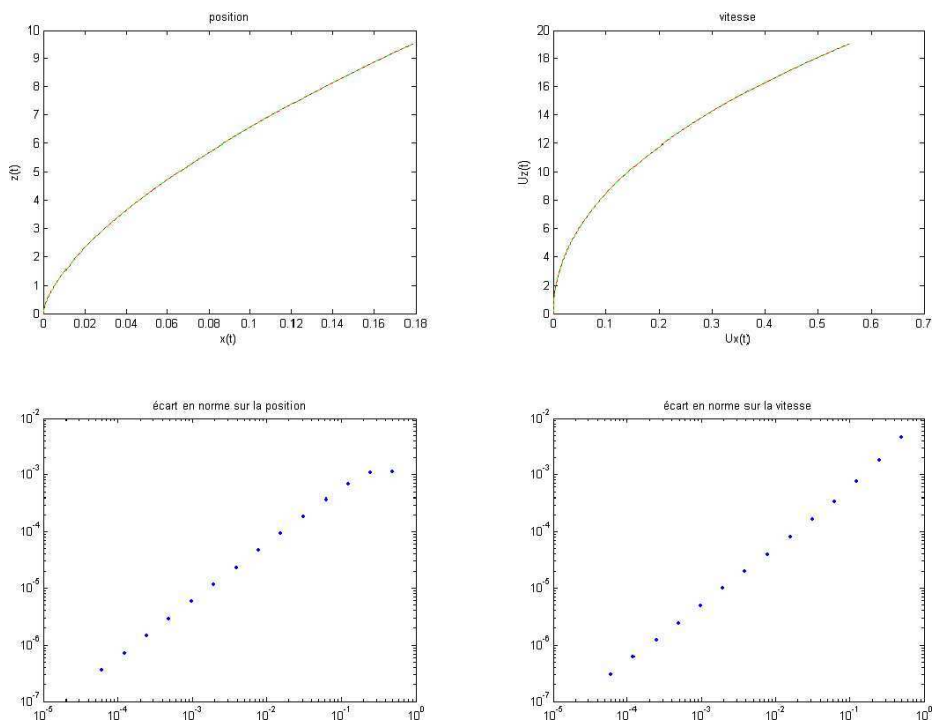 position
10
9
8
7
6
5
4
3
2
1
0
z(t)
0 0.02 0.04 0.06 0.08 0.1 0.12 0.14 0.16 0.18
x(t)
vitesse
20
18
16
14
12
10
8
6
4
2
0
Uz(t)
0 0.1 0.2 0.3 0.4 0.5 0.6 0.7
Ux(t)
écart en norme sur la position
10^-2
10^-3
10^-4
10^-5
10^-6
10^-7
10^-5 10^-4 10^-3 10^-2 10^-1 10^0
écart en norme sur la vitesse
10^-2
10^-3
10^-4
10^-5
10^-6
10^-7
10^-5 10^-4 10^-3 10^-2 10^-1 10^0